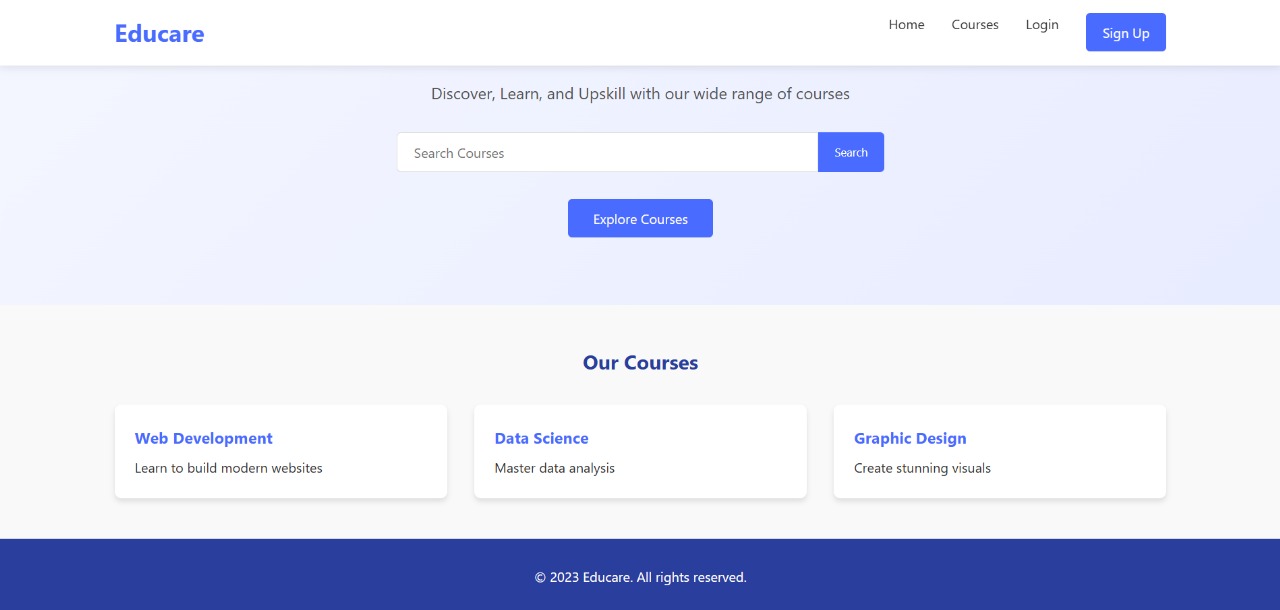 Educare
Home Courses Login Sign Up
Discover, Learn, and Upskill with our wide range of courses
Search Courses Search
Explore Courses
Our Courses
Web Development
Learn to build modern websites
Data Science
Master data analysis
Graphic Design
Create stunning visuals
© 2023 Educare. All rights reserved.